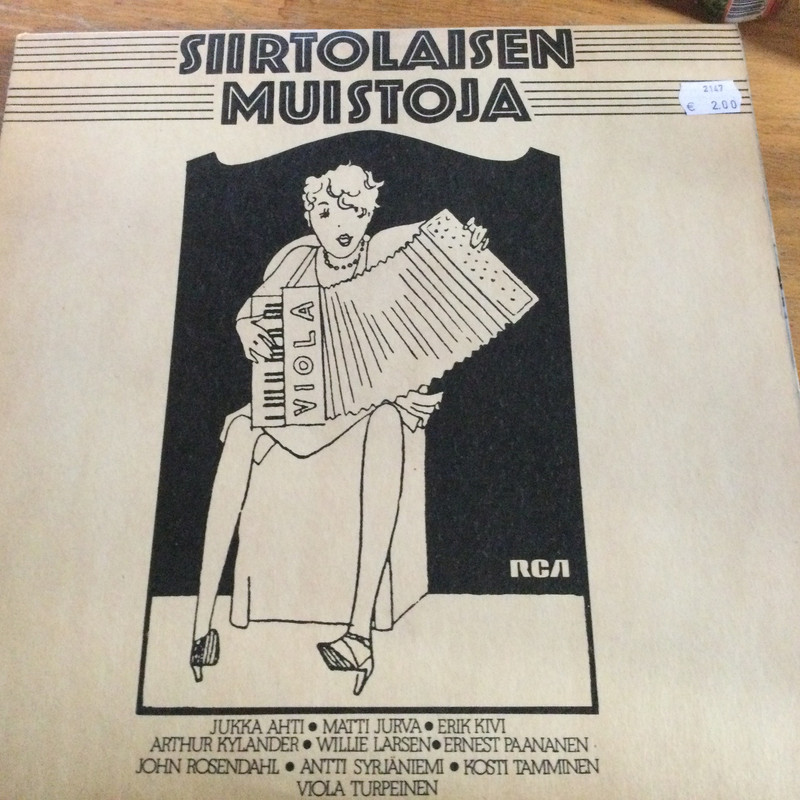 SIIRTOLAISEN
MUISTOJA
2147
€ 2.00
VIOLA
RCA
JUKKA AHTI • MATTI JURVA • ERIK KIVI
ARTHUR KYLANDER • WILLIE LARSEN • ERNEST PAANANEN
JOHN ROSENDAHL • ANTTI SYRJÄNIEMI • KOSTI TAMMINEN
VIOLA TURPEINEN